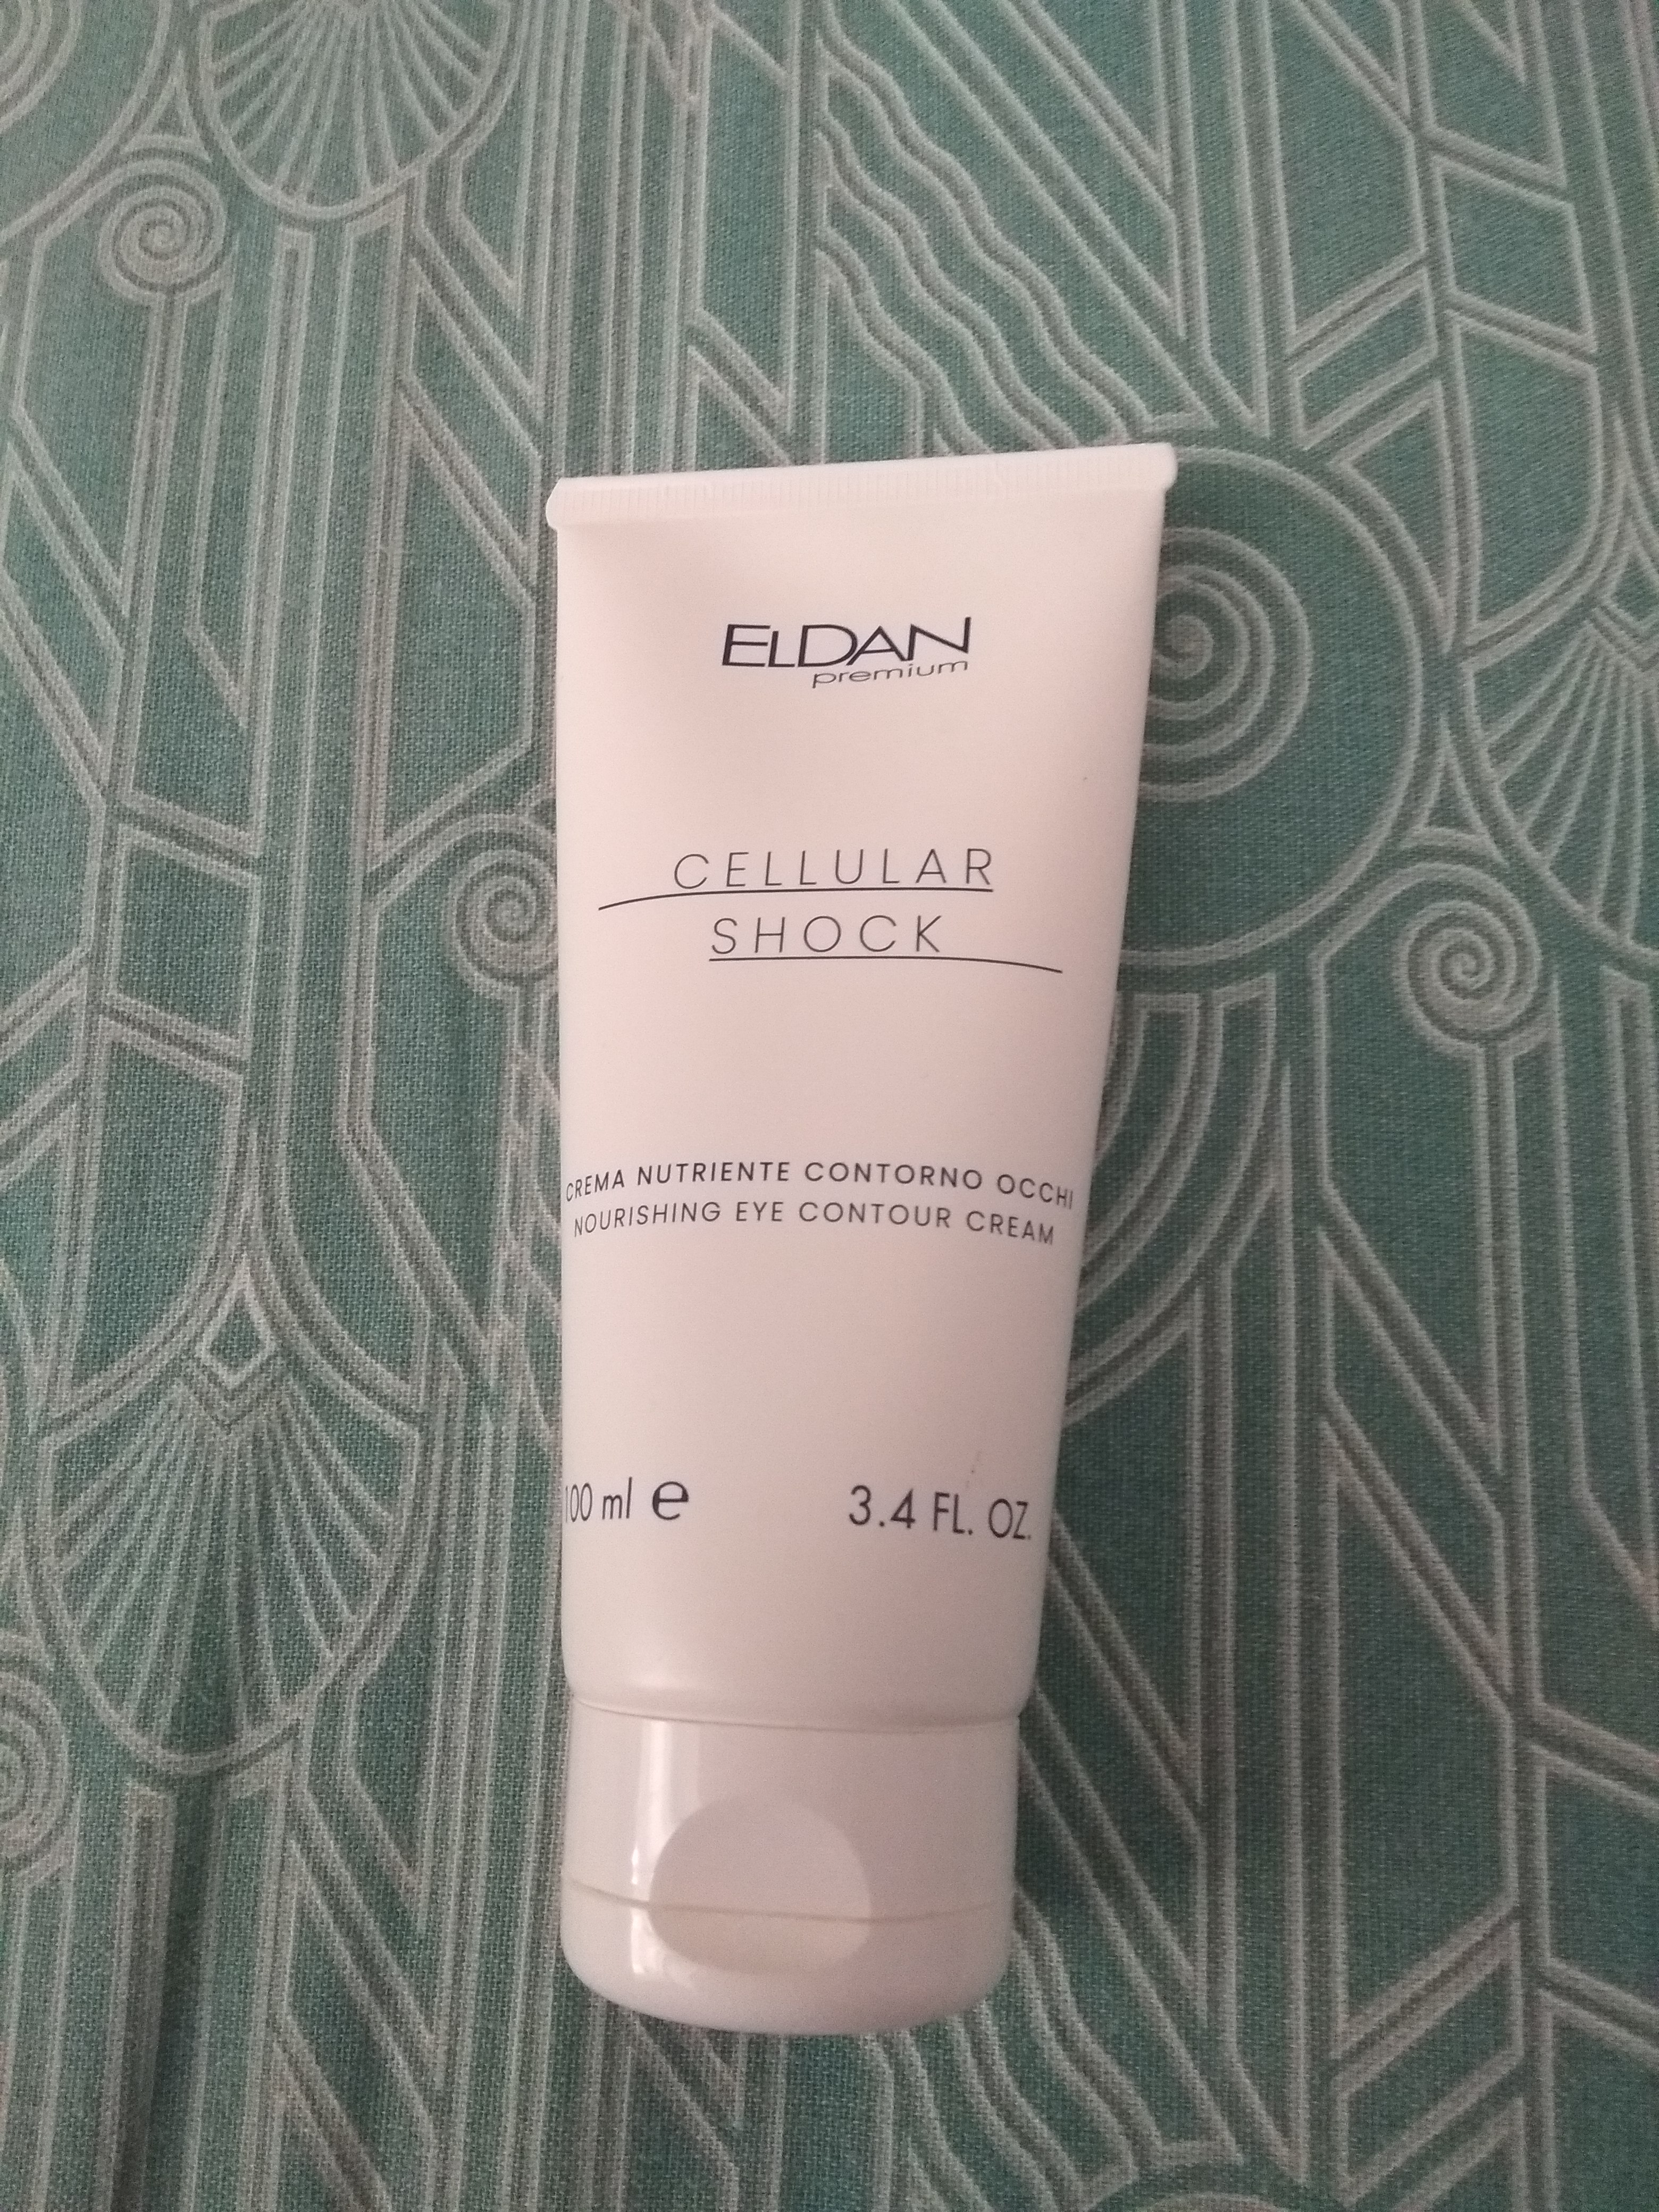 ELDAN
premium
CELLULAR
SHOCK
CREMA NUTRIENTE CONTORNO OCCHI
NOURISHING EYE CONTOUR CREAM
100 ml ℮ 3.4 FL. OZ.